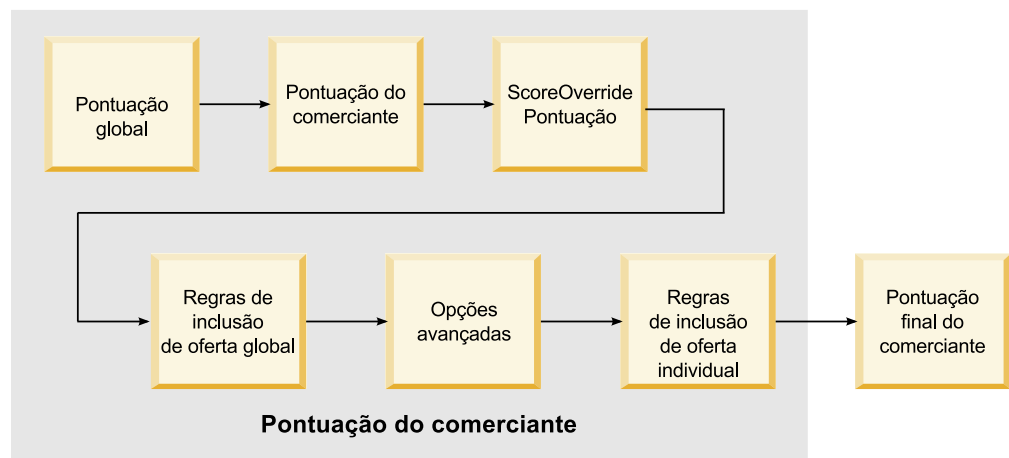 Pontuação
global
Pontuação do
comerciante
ScoreOverride
Pontuação
Regras de
inclusão
de oferta global
Opções
avançadas
Regras
de inclusão
de oferta
individual
Pontuação
final do
comerciante
Pontuação do comerciante